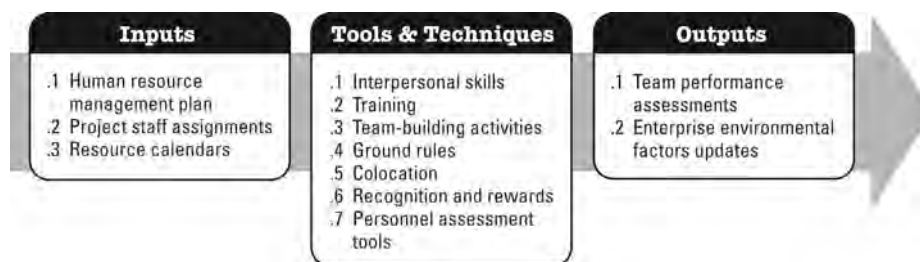 Inputs
.1 Human resource
management plan
.2 Project staff assignments
.3 Resource calendars
Tools & Techniques
.1 Interpersonal skills
.2 Training
.3 Team-building activities
.4 Ground rules
.5 Colocation
.6 Recognition and rewards
.7 Personnel assessment
tools
Outputs
.1 Team performance
assessments
.2 Enterprise environmental
factors updates